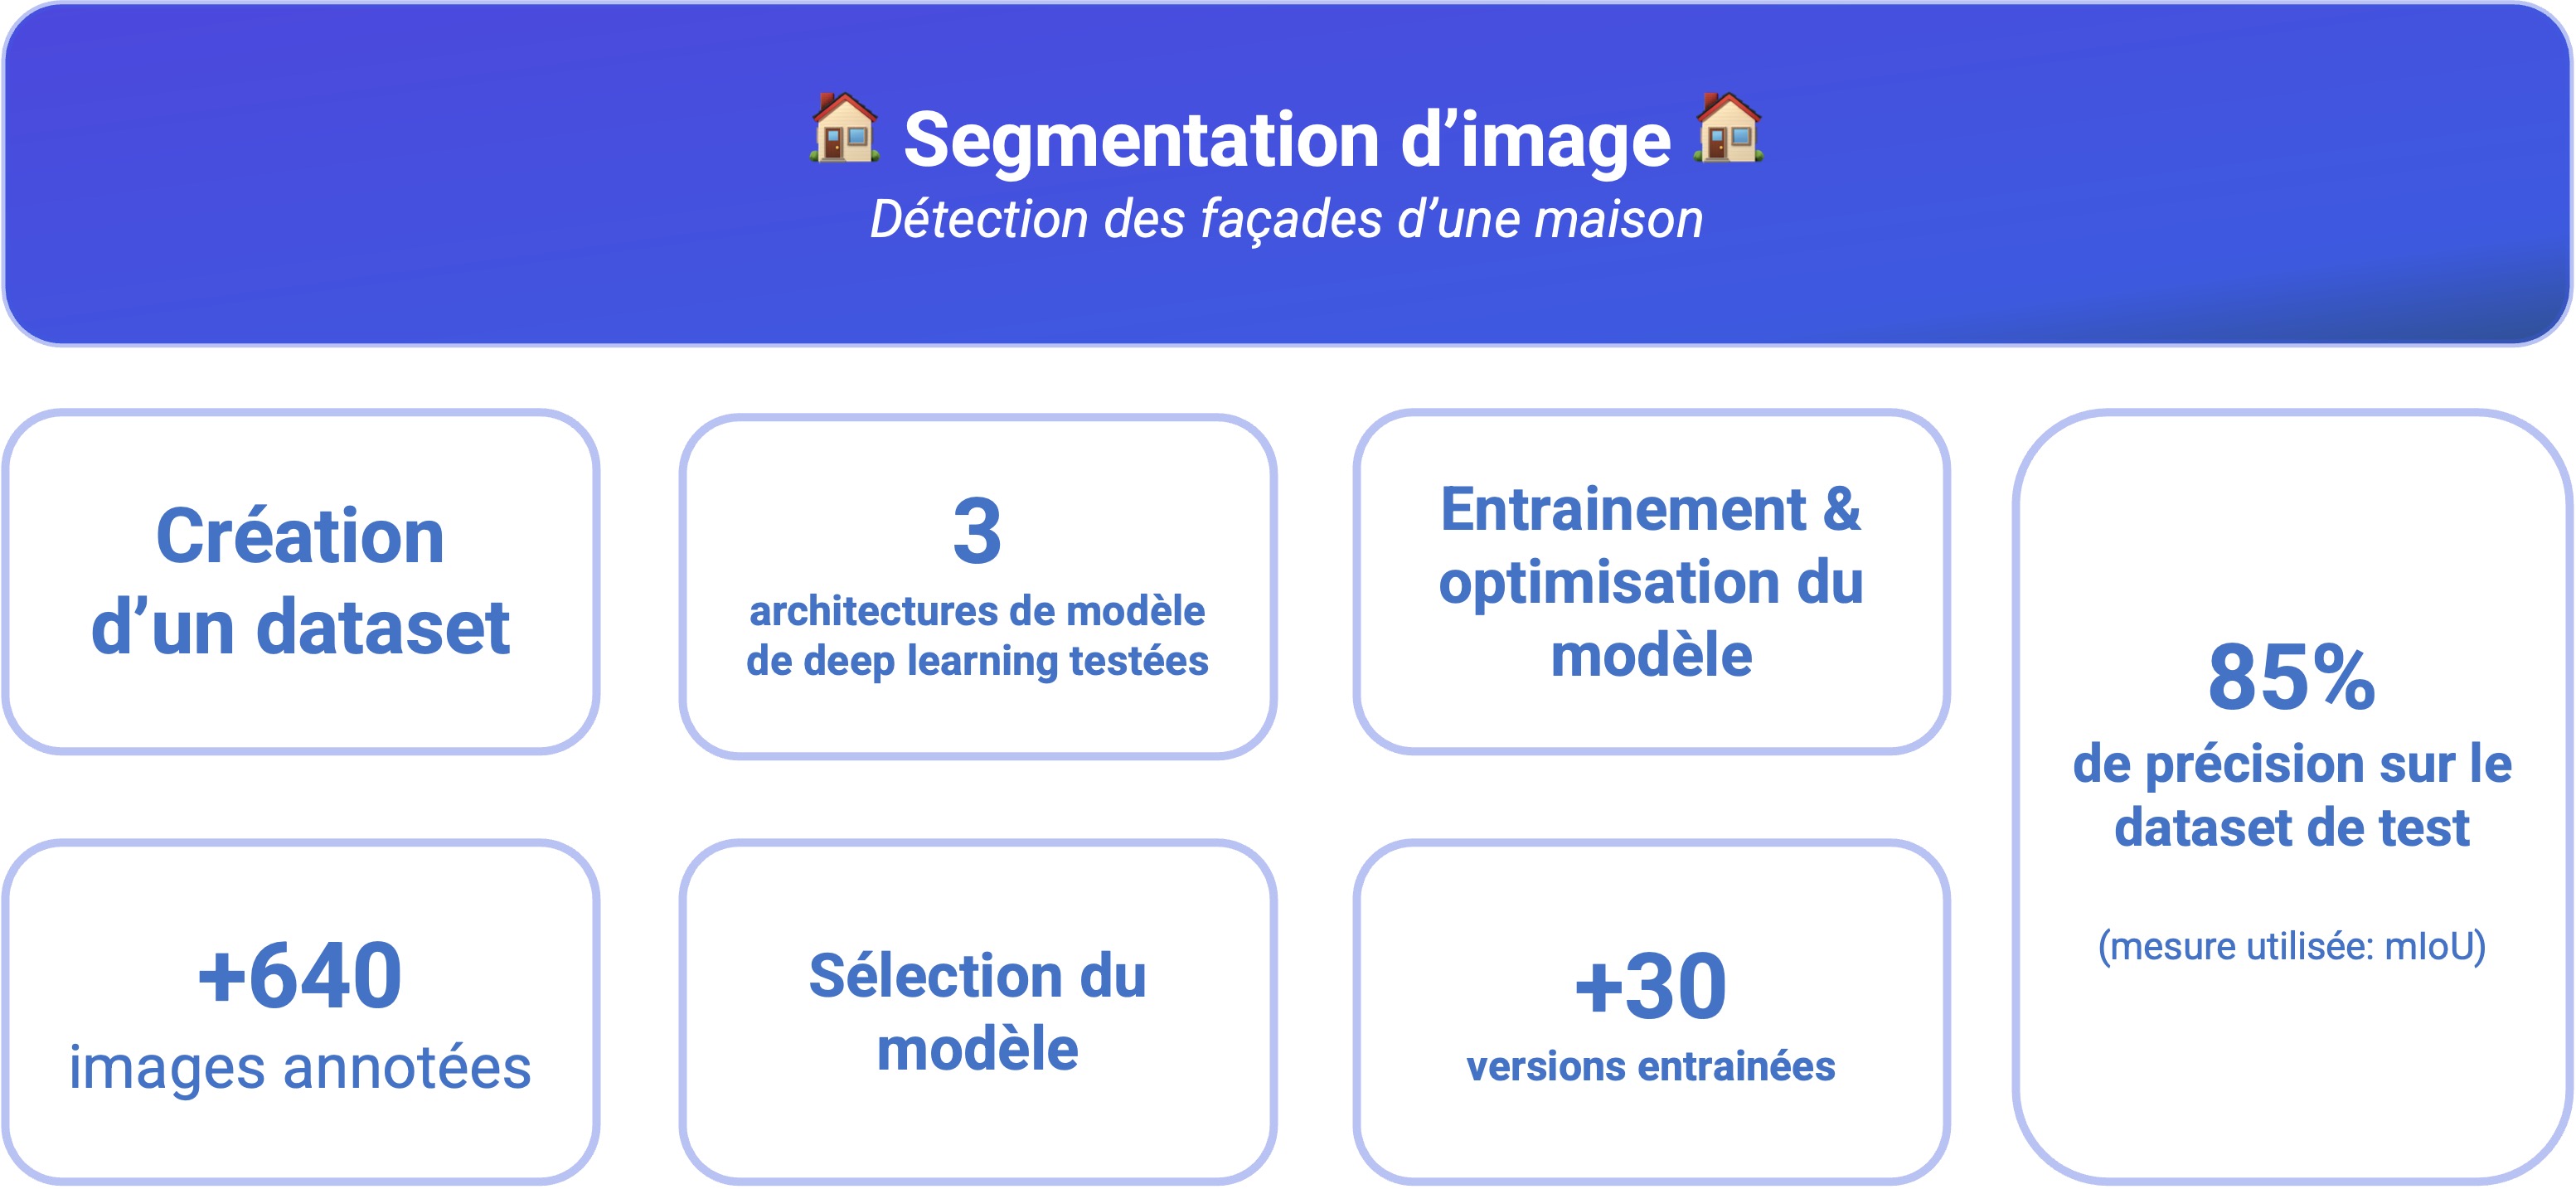 🏠 Segmentation d’image 🏠
Détection des façades d’une maison
Création
d’un dataset
3
architectures de modèle
de deep learning testées
Entrainement &
optimisation du
modèle
85%
de précision sur le
dataset de test
(mesure utilisée: mIoU)
+640
images annotées
Sélection du
modèle
+30
versions entrainées